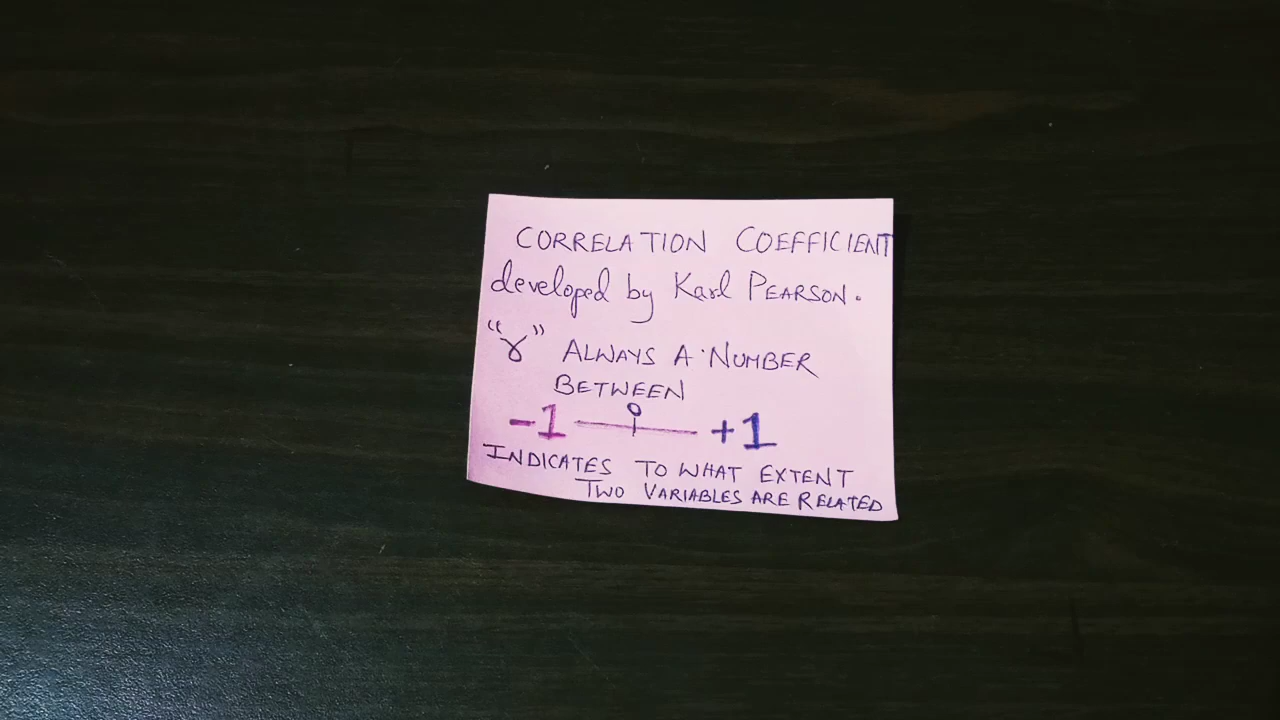 CORRELATION COEFFICIENT
developed by Karl PEARSON.
"r" ALWAYS A NUMBER
BETWEEN
-1 0 +1
INDICATES TO WHAT EXTENT
TWO VARIABLES ARE RELATED